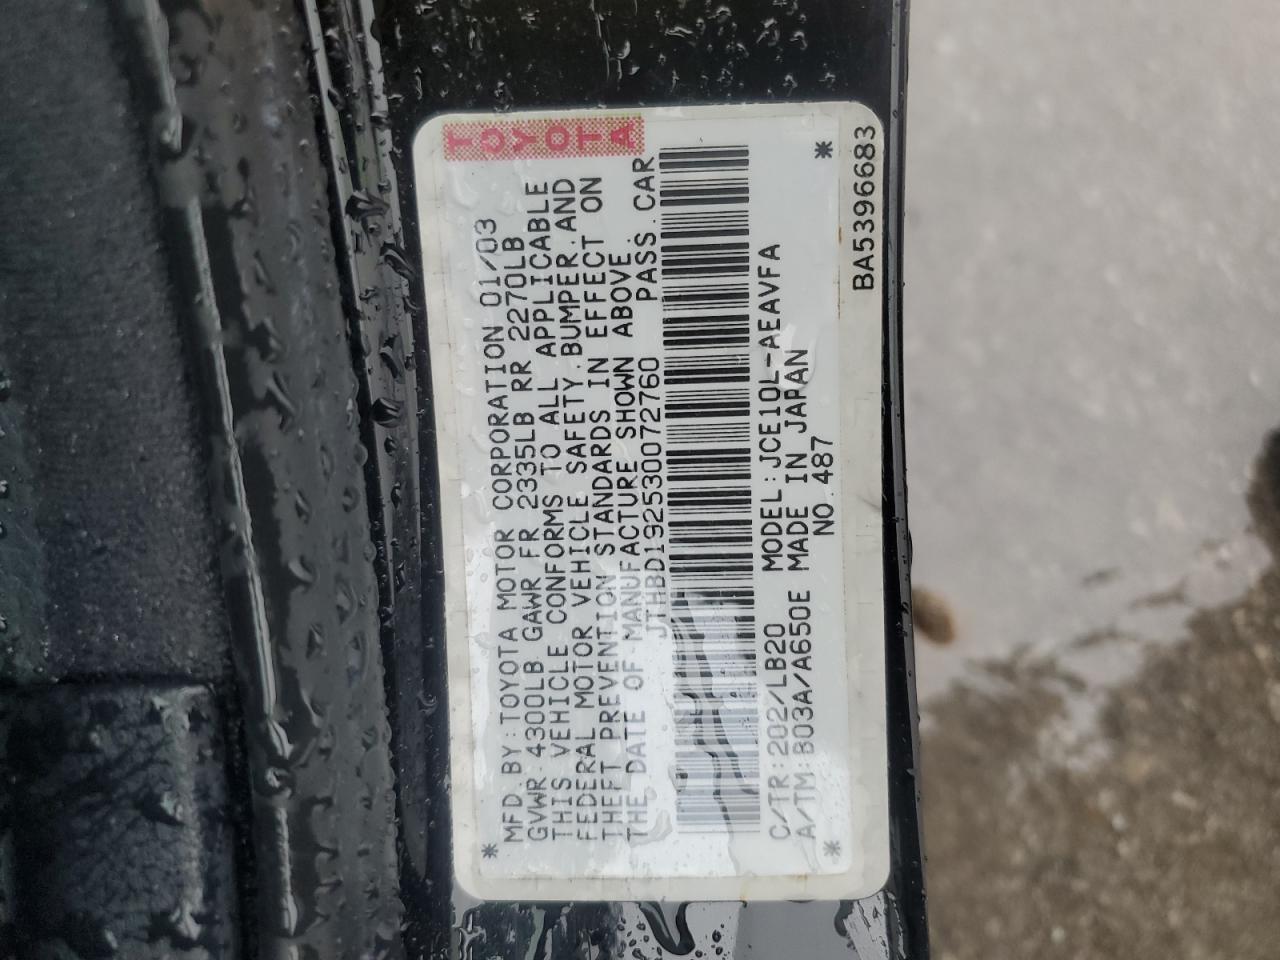 TOYOTA
* MFD.BY:TOYOTA MOTOR CORPORATION 01/03
GVWR 4300LB GAWR FR 2335LB RR 2270LB
THIS VEHICLE CONFORMS TO ALL APPLICABLE
FEDERAL MOTOR VEHICLE SAFETY.BUMPER.AND
THEFT PREVENTION STANDARDS IN EFFECT ON
THE DATE OF MANUFACTURE SHOWN ABOVE.
JTHBD192530072760 PASS.CAR
C/TR:202/LB20 MODEL:JCE10L-AEAVFA
A/TM:B03A/A650E MADE IN JAPAN
* NO.487 *
BA5396683